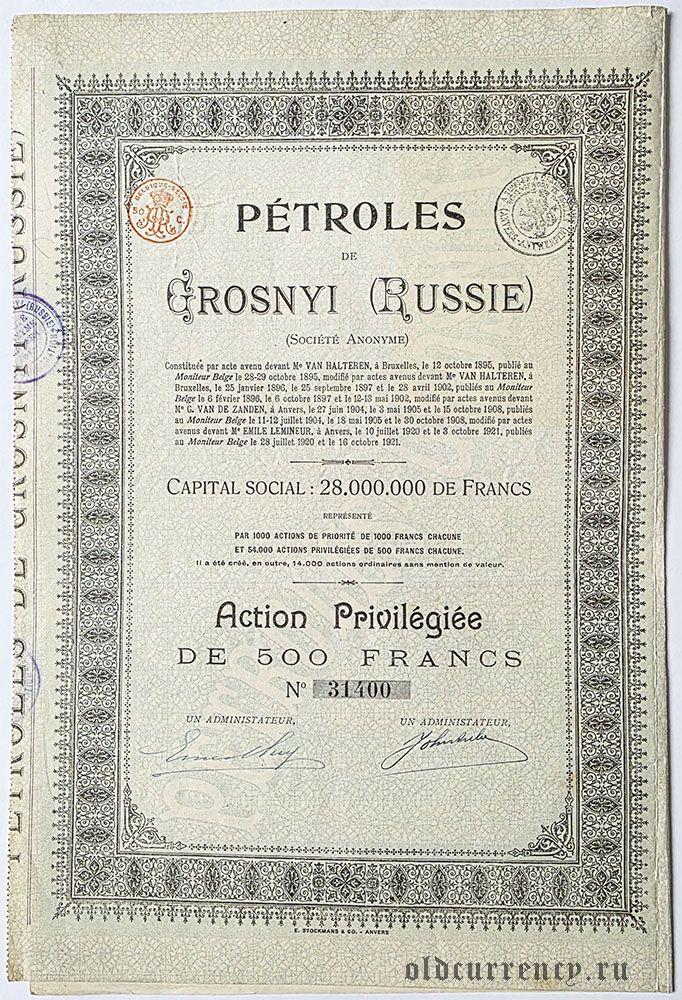 PÉTROLES
DE
GROSNYI (RUSSIE)
(SOCIÉTÉ ANONYME)
Constituée par acte avenu devant Me VAN HALTEREN, à Bruxelles, le 12 octobre 1895, publié au
Moniteur Belge le 28-29 octobre 1895, modifié par actes avenus devant Me VAN HALTEREN, à
Bruxelles, le 25 janvier 1896, le 25 septembre 1897 et le 28 avril 1902, publiés au Moniteur
Belge le 6 février 1896, le 6 octobre 1897 et le 12-13 mai 1902, modifié par actes avenus devant
Me G. VAN DE ZANDEN, à Anvers, le 27 juin 1904, le 3 mai 1905 et le 15 octobre 1908, publiés
au Moniteur Belge le 11-12 juillet 1904, le 18 mai 1905 et le 30 octobre 1908, modifié par actes
avenus devant Me EMILE LEMINEUR, à Anvers, le 10 juillet 1920 et le 3 octobre 1921, publiés
au Moniteur Belge le 28 juillet 1920 et le 16 octobre 1921.
CAPITAL SOCIAL : 28.000.000 DE FRANCS
REPRÉSENTÉ
PAR 1000 ACTIONS DE PRIORITÉ DE 1000 FRANCS CHACUNE
ET 54.000 ACTIONS PRIVILÉGIÉES DE 500 FRANCS CHACUNE.
Il a été créé, en outre, 14.000 actions ordinaires sans mention de valeur.
Action Privilégiée
DE 500 FRANCS
No 31400
UN ADMINISTATEUR,
UN ADMINISTATEUR,
E. STOCKMANS & CO. - ANVERS
PÉTROLES DE GROSNYI (RUSSIE)
oldcurrency.ru